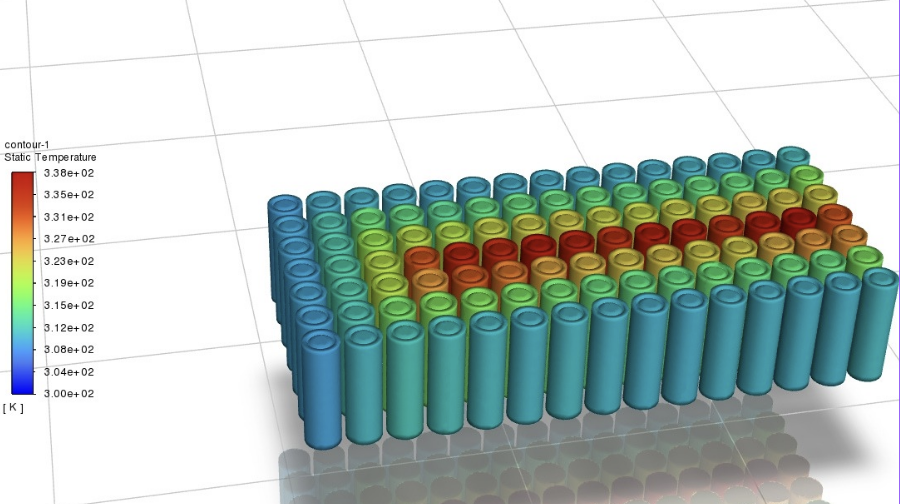 contour-1
Static Temperature
3.38e+02
3.35e+02
3.31e+02
3.27e+02
3.23e+02
3.19e+02
3.15e+02
3.12e+02
3.08e+02
3.04e+02
3.00e+02
[ K ]